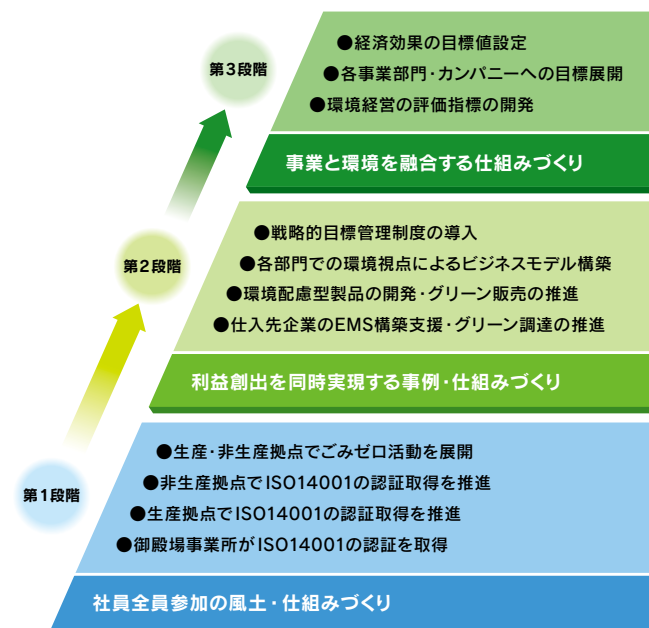 第3段階
●経済効果の目標値設定
●各事業部門・カンパニーへの目標展開
●環境経営の評価指標の開発
事業と環境を融合する仕組みづくり
第2段階
●戦略的目標管理制度の導入
●各部門での環境視点によるビジネスモデル構築
●環境配慮型製品の開発・グリーン販売の推進
●仕入先企業のEMS構築支援・グリーン調達の推進
利益創出を同時実現する事例・仕組みづくり
第1段階
●生産・非生産拠点でごみゼロ活動を展開
●非生産拠点でISO14001の認証取得を推進
●生産拠点でISO14001の認証取得を推進
●御殿場事業所がISO14001の認証を取得
社員全員参加の風土・仕組みづくり